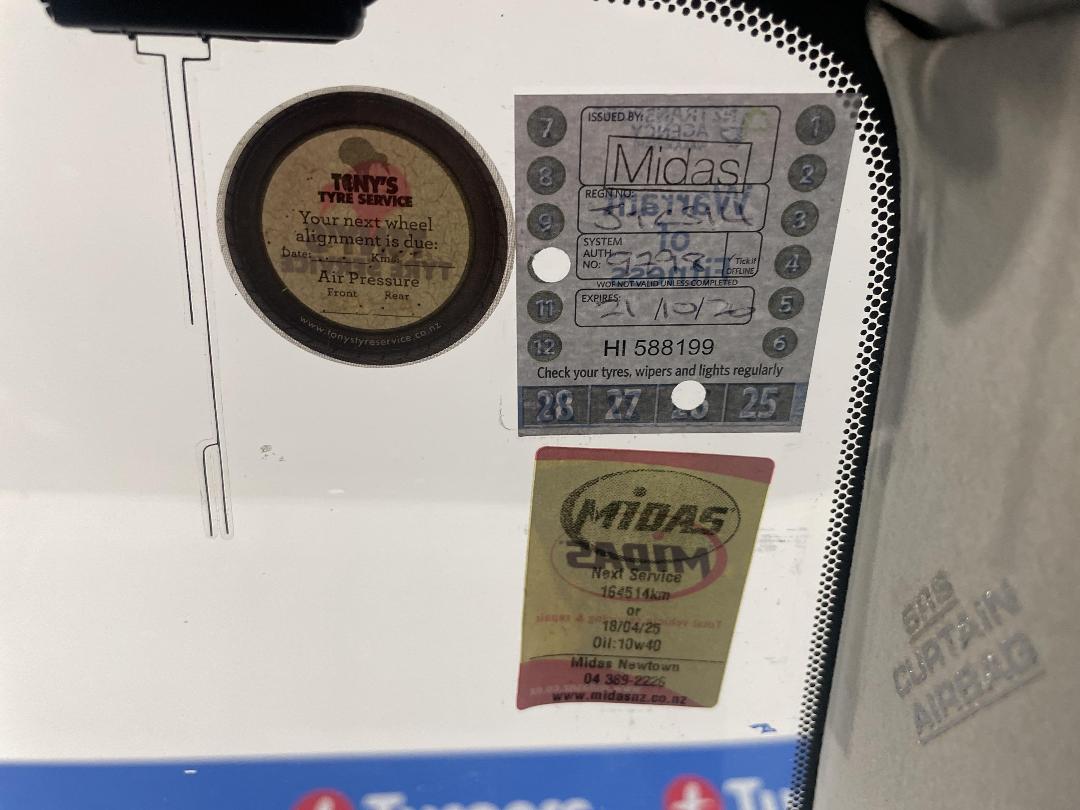 TONY'S
TYRE SERVICE
Your next wheel
alignment is due:
Date: Kms:
Air Pressure
Front Rear
www.tonystyreservice.co.nz
7 ISSUED BY: 1
8 Midas 2
REGN NO:
9 3
SYSTEM
AUTH
NO: 9298 Tick if
OFFLINE
4
WOF NOT VALID UNLESS COMPLETED
11 EXPIRES: 21/10/20 5
12 HI 588199 6
Check your tyres, wipers and lights regularly
28 27 25
MIDAS
Next Service
164514km
or
18/04/25
Oil:10w40
Midas Newtown
04 389-2226
www.midasnz.co.nz
SRS
CURTAIN
AIRBAG